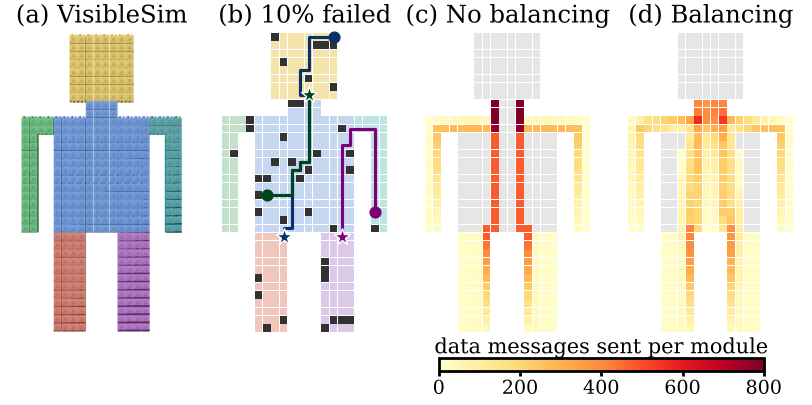 (a) VisibleSim
(b) 10% failed
(c) No balancing
(d) Balancing
data messages sent per module
0 200 400 600 800